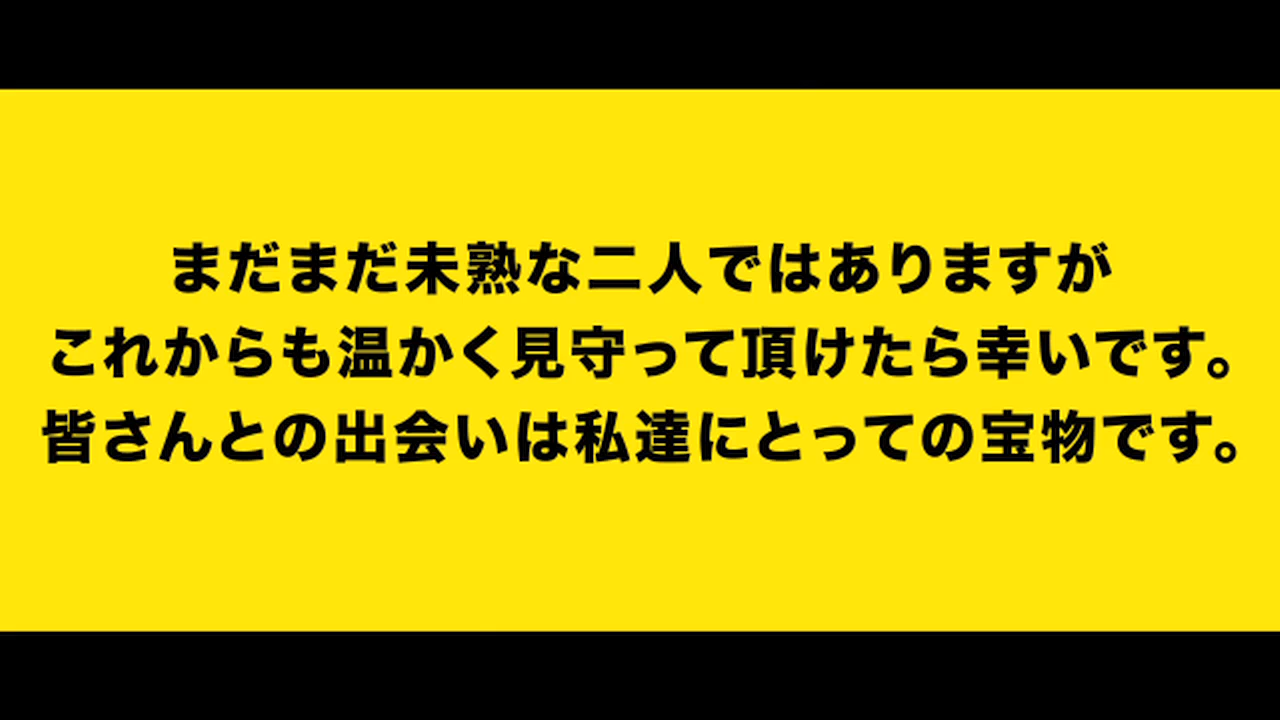 まだまだ未熟な二人ではありますが
これからも温かく見守って頂けたら幸いです。
皆さんとの出会いは私達にとっての宝物です。